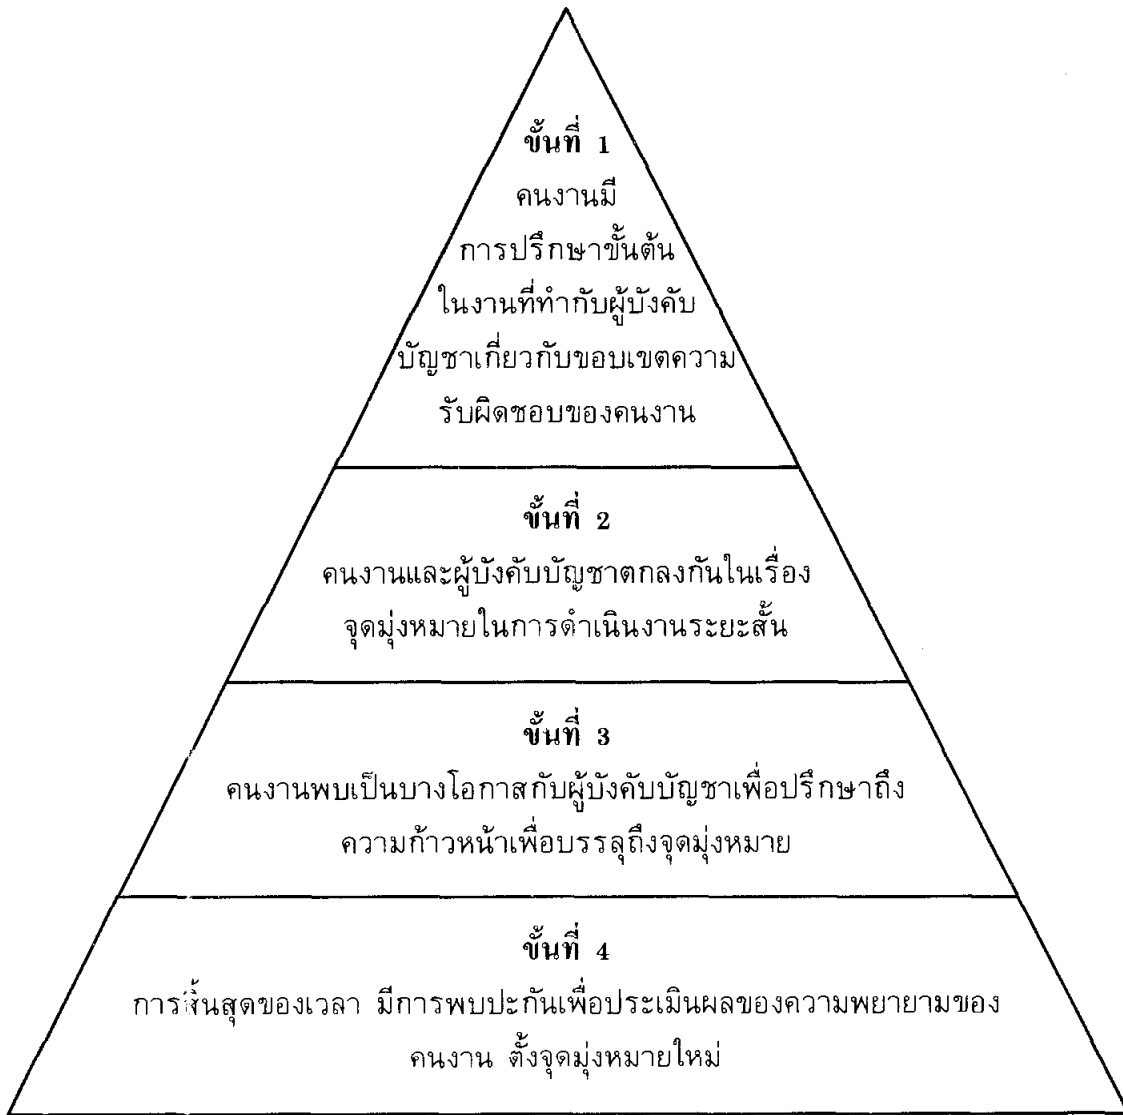 ขั้นที่ 1
คนงานมี
การปรึกษาขั้นต้น
ในงานที่ทำกับผู้บังคับ
บัญชาเกี่ยวกับขอบเขตความ
รับผิดชอบของคนงาน
ขั้นที่ 2
คนงานและผู้บังคับบัญชาตกลงกันในเรื่อง
จุดมุ่งหมายในการดำเนินงานระยะสั้น
ขั้นที่ 3
คนงานพบเป็นบางโอกาสกับผู้บังคับบัญชาเพื่อปรึกษาถึง
ความก้าวหน้าเพื่อบรรลุถึงจุดมุ่งหมาย
ขั้นที่ 4
การสิ้นสุดของเวลา มีการพบปะกันเพื่อประเมินผลของความพยายามของ
คนงาน ตั้งจุดมุ่งหมายใหม่